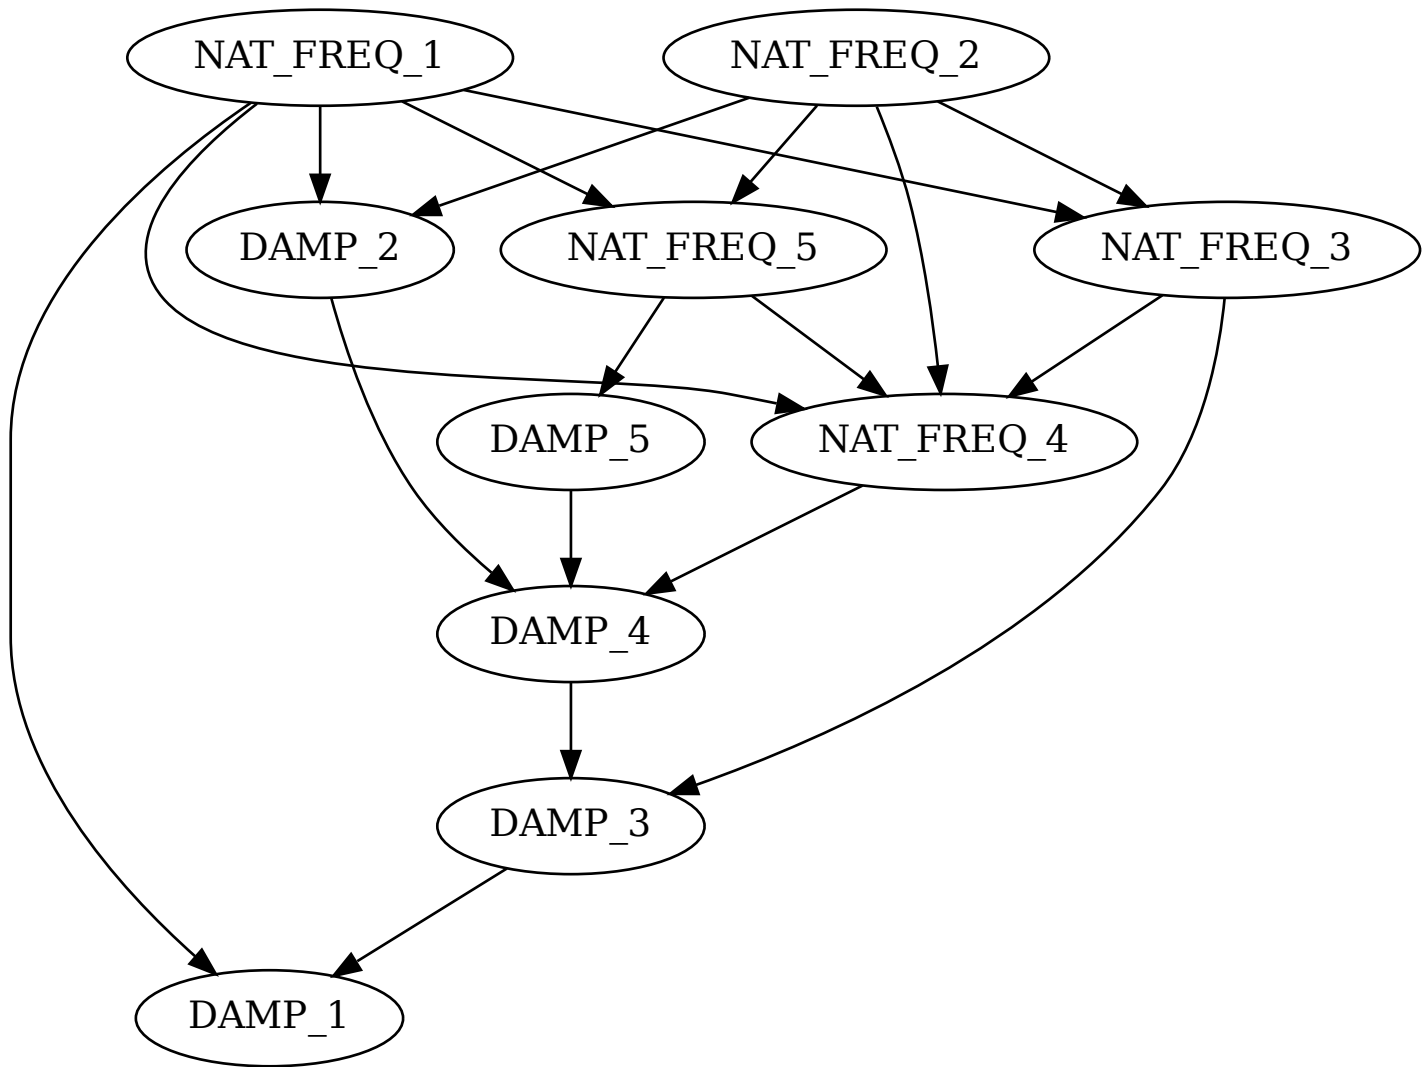 NAT_FREQ_1
NAT_FREQ_2
DAMP_2
NAT_FREQ_5
NAT_FREQ_3
DAMP_5
NAT_FREQ_4
DAMP_4
DAMP_3
DAMP_1